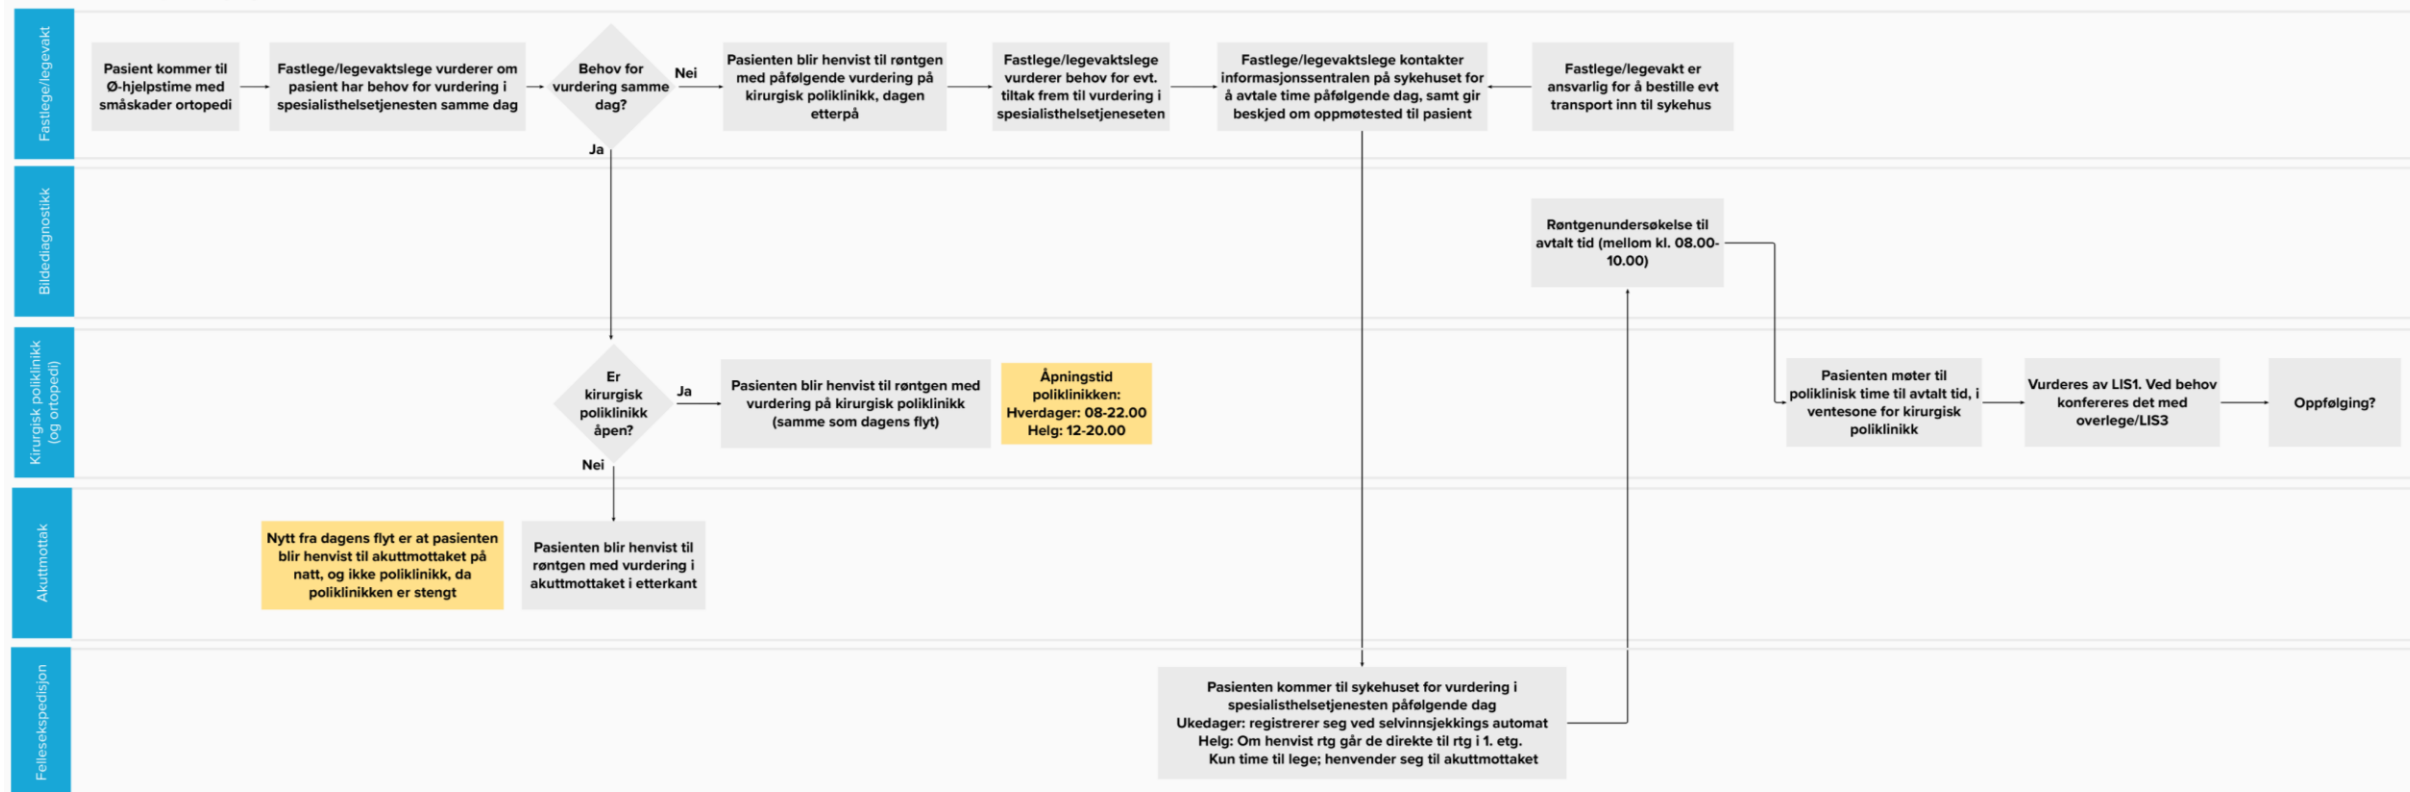 Fastlege/legevakt
Pasient kommer til
Ø-hjelpstime med
småskader ortopedi
Fastlege/legevaktslege vurderer om
pasient har behov for vurdering i
spesialisthelsetjenesten samme dag
Behov for
vurdering samme
dag?
Nei
Ja
Pasienten blir henvist til røntgen
med påfølgende vurdering på
kirurgisk poliklinikk, dagen
etterpå
Fastlege/legevaktslege
vurderer behov for evt.
tiltak frem til vurdering i
spesialisthelsetjeneseten
Fastlege/legevaktslege kontakter
informasjonssentralen på sykehuset for
å avtale time påfølgende dag, samt gir
beskjed om oppmøtested til pasient
Fastlege/legevakt er
ansvarlig for å bestille evt
transport inn til sykehus
Bildediagnostikk
Røntgenundersøkelse til
avtalt tid (mellom kl. 08.00-
10.00)
Kirurgisk poliklinikk
(og ortopedi)
Er
kirurgisk
poliklinikk
åpen?
Ja
Nei
Pasienten blir henvist til røntgen med
vurdering på kirurgisk poliklinikk
(samme som dagens flyt)
Åpningstid
poliklinikken:
Hverdager: 08-22.00
Helg: 12-20.00
Pasienten møter til
poliklinisk time til avtalt tid, i
ventesone for kirurgisk
poliklinikk
Vurderes av LIS1. Ved behov
konfereres det med
overlege/LIS3
Oppfølging?
Akuttmottak
Nytt fra dagens flyt er at pasienten
blir henvist til akuttmottaket på
natt, og ikke poliklinikk, da
poliklinikken er stengt
Pasienten blir henvist til
røntgen med vurdering i
akuttmottaket i etterkant
Fellesekspedisjon
Pasienten kommer til sykehuset for vurdering i
spesialisthelsetjenesten påfølgende dag
Ukedager: registrerer seg ved selvinnsjekkings automat
Helg: Om henvist rtg går de direkte til rtg i 1. etg.
Kun time til lege; henvender seg til akuttmottaket